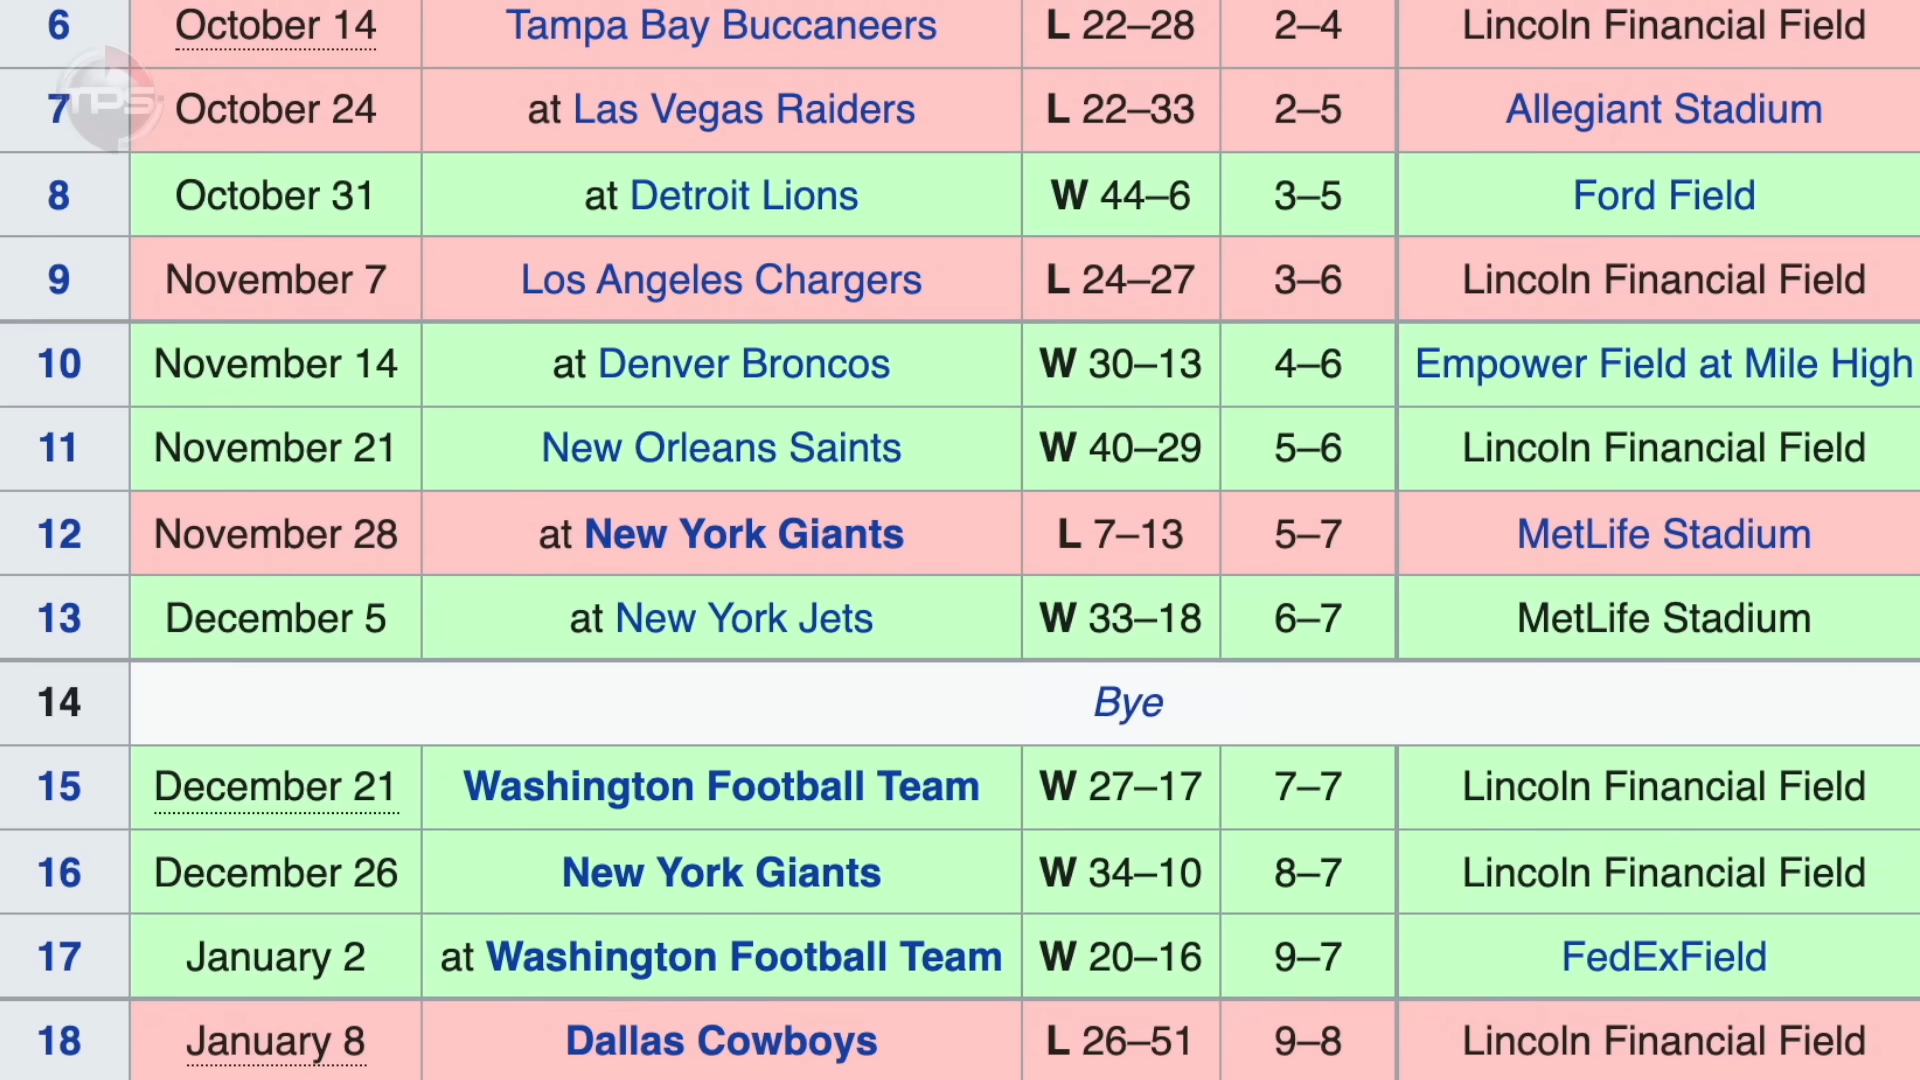 6 October 14 Tampa Bay Buccaneers L 22–28 2–4 Lincoln Financial Field
7 October 24 at Las Vegas Raiders L 22–33 2–5 Allegiant Stadium
TPS
8 October 31 at Detroit Lions W 44–6 3–5 Ford Field
9 November 7 Los Angeles Chargers L 24–27 3–6 Lincoln Financial Field
10 November 14 at Denver Broncos W 30–13 4–6 Empower Field at Mile High
11 November 21 New Orleans Saints W 40–29 5–6 Lincoln Financial Field
12 November 28 at New York Giants L 7–13 5–7 MetLife Stadium
13 December 5 at New York Jets W 33–18 6–7 MetLife Stadium
14 Bye
15 December 21 Washington Football Team W 27–17 7–7 Lincoln Financial Field
16 December 26 New York Giants W 34–10 8–7 Lincoln Financial Field
17 January 2 at Washington Football Team W 20–16 9–7 FedExField
18 January 8 Dallas Cowboys L 26–51 9–8 Lincoln Financial Field